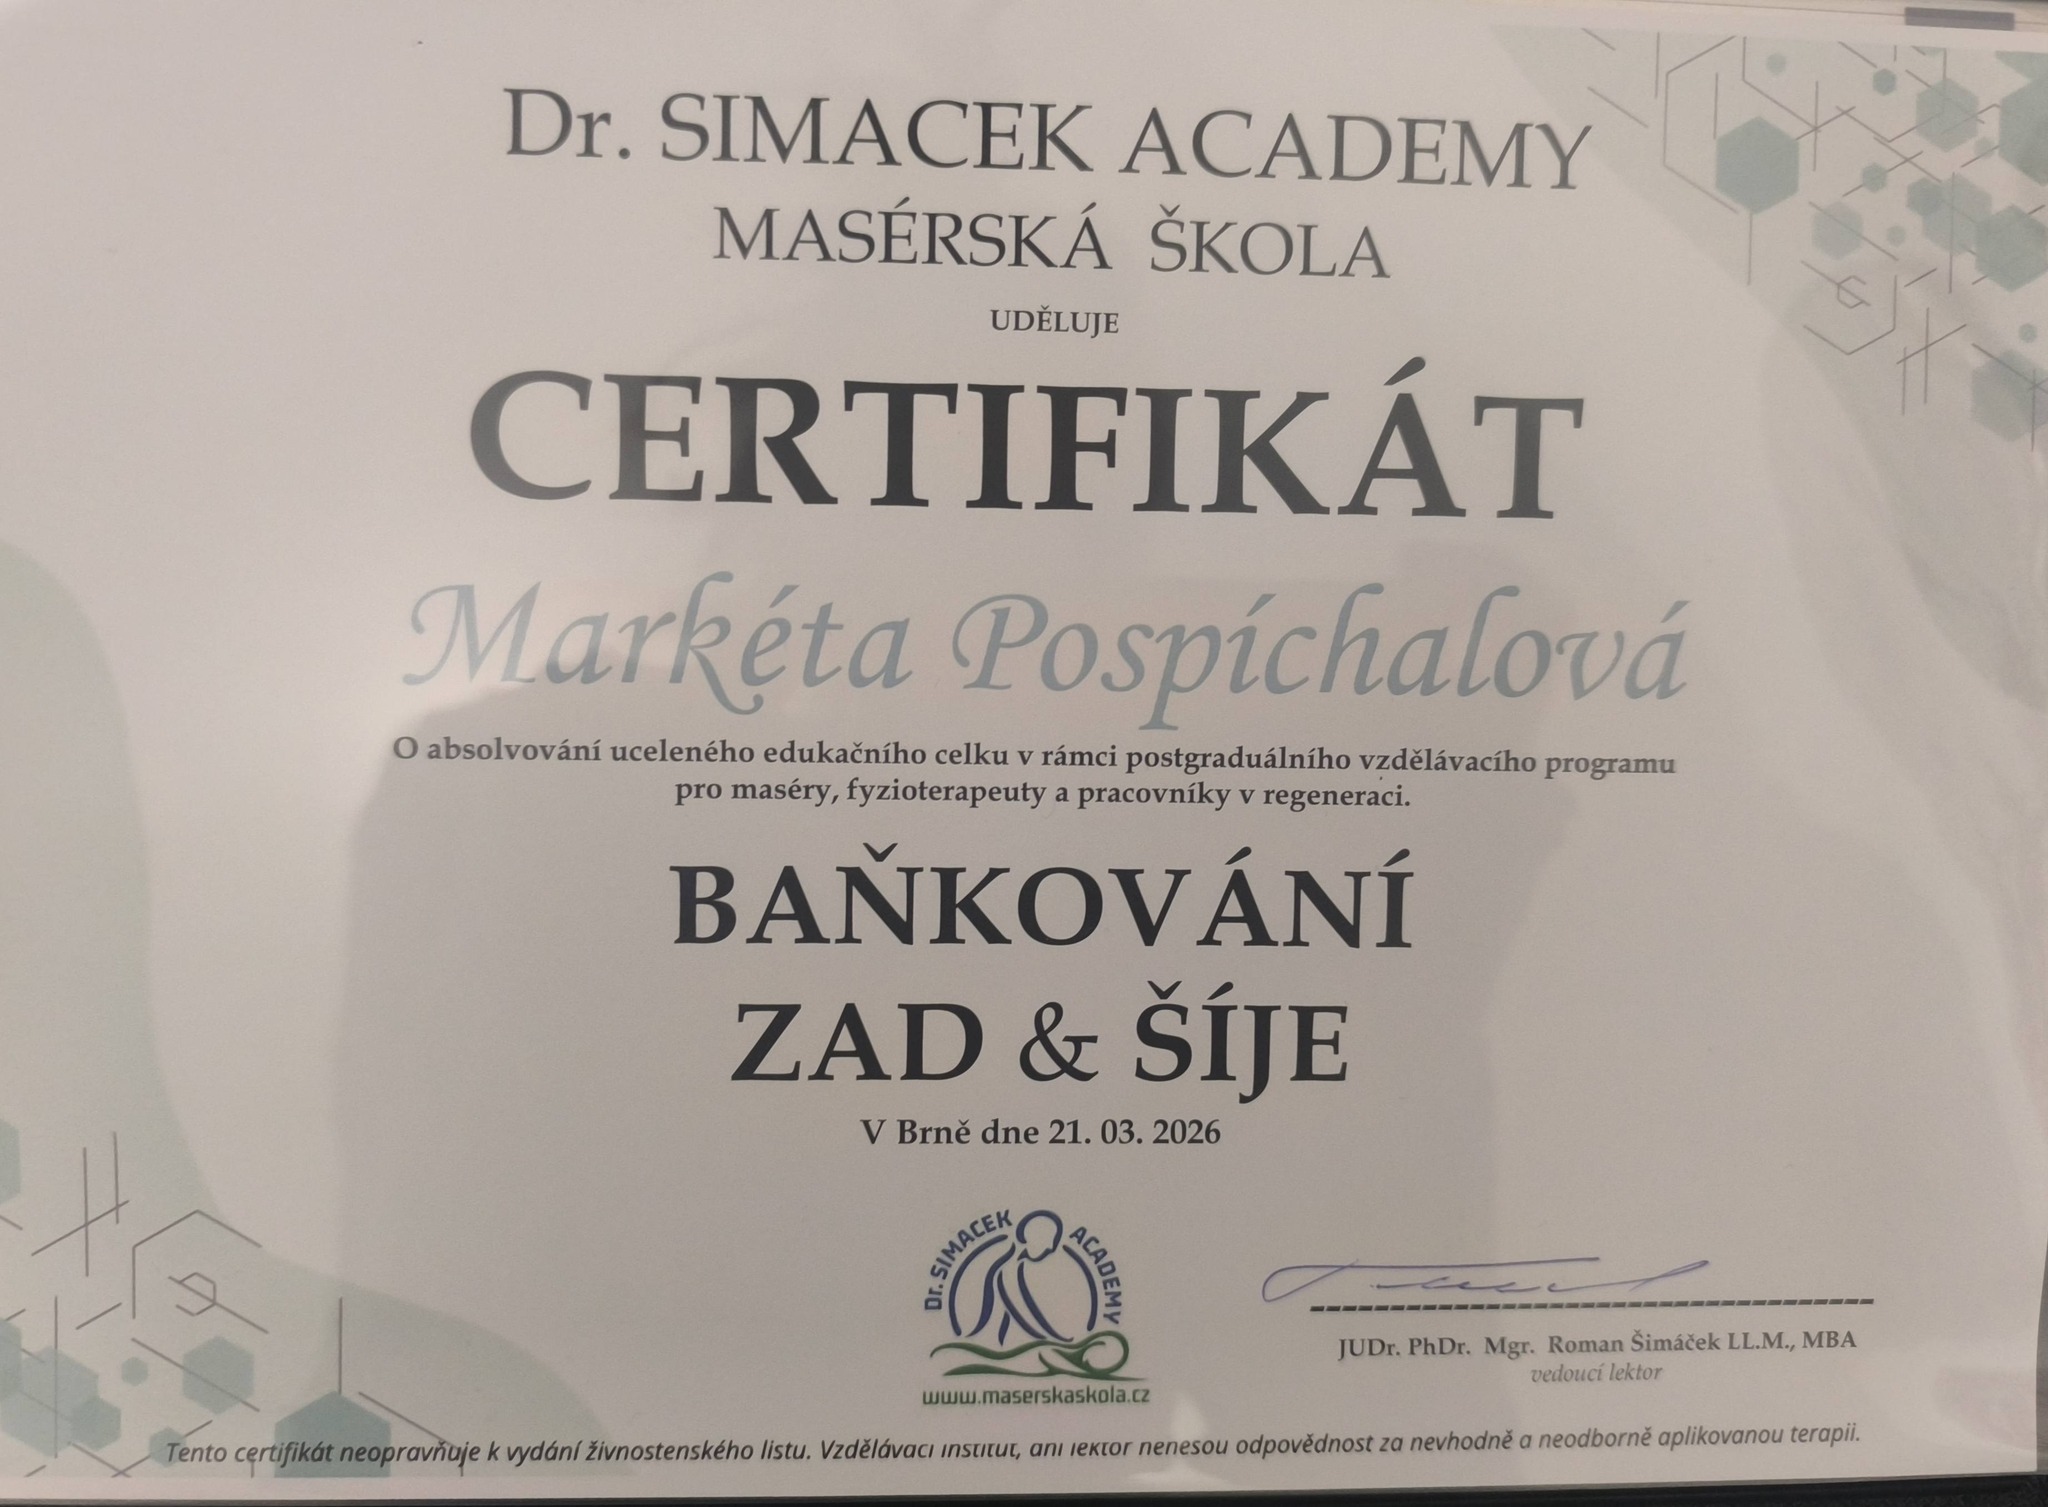 Dr. SIMACEK ACADEMY
MASÉRSKÁ ŠKOLA
UDĚLUJE
CERTIFIKÁT
Markéta Pospíchalová
O absolvování uceleného edukačního celku v rámci postgraduálního vzdělávacího programu
pro maséry, fyzioterapeuty a pracovníky v regeneraci.
BAŇKOVÁNÍ
ZAD & ŠÍJE
V Brně dne 21. 03. 2026
Dr. SIMACEK ACADEMY
www.maserskaskola.cz
JUDr. PhDr. Mgr. Roman Šimáček LL.M., MBA
vedoucí lektor
Tento certifikát neopravňuje k vydání živnostenského listu. Vzdělávací institut, ani lektor nenesou odpovědnost za nevhodně a neodborně aplikovanou terapii.